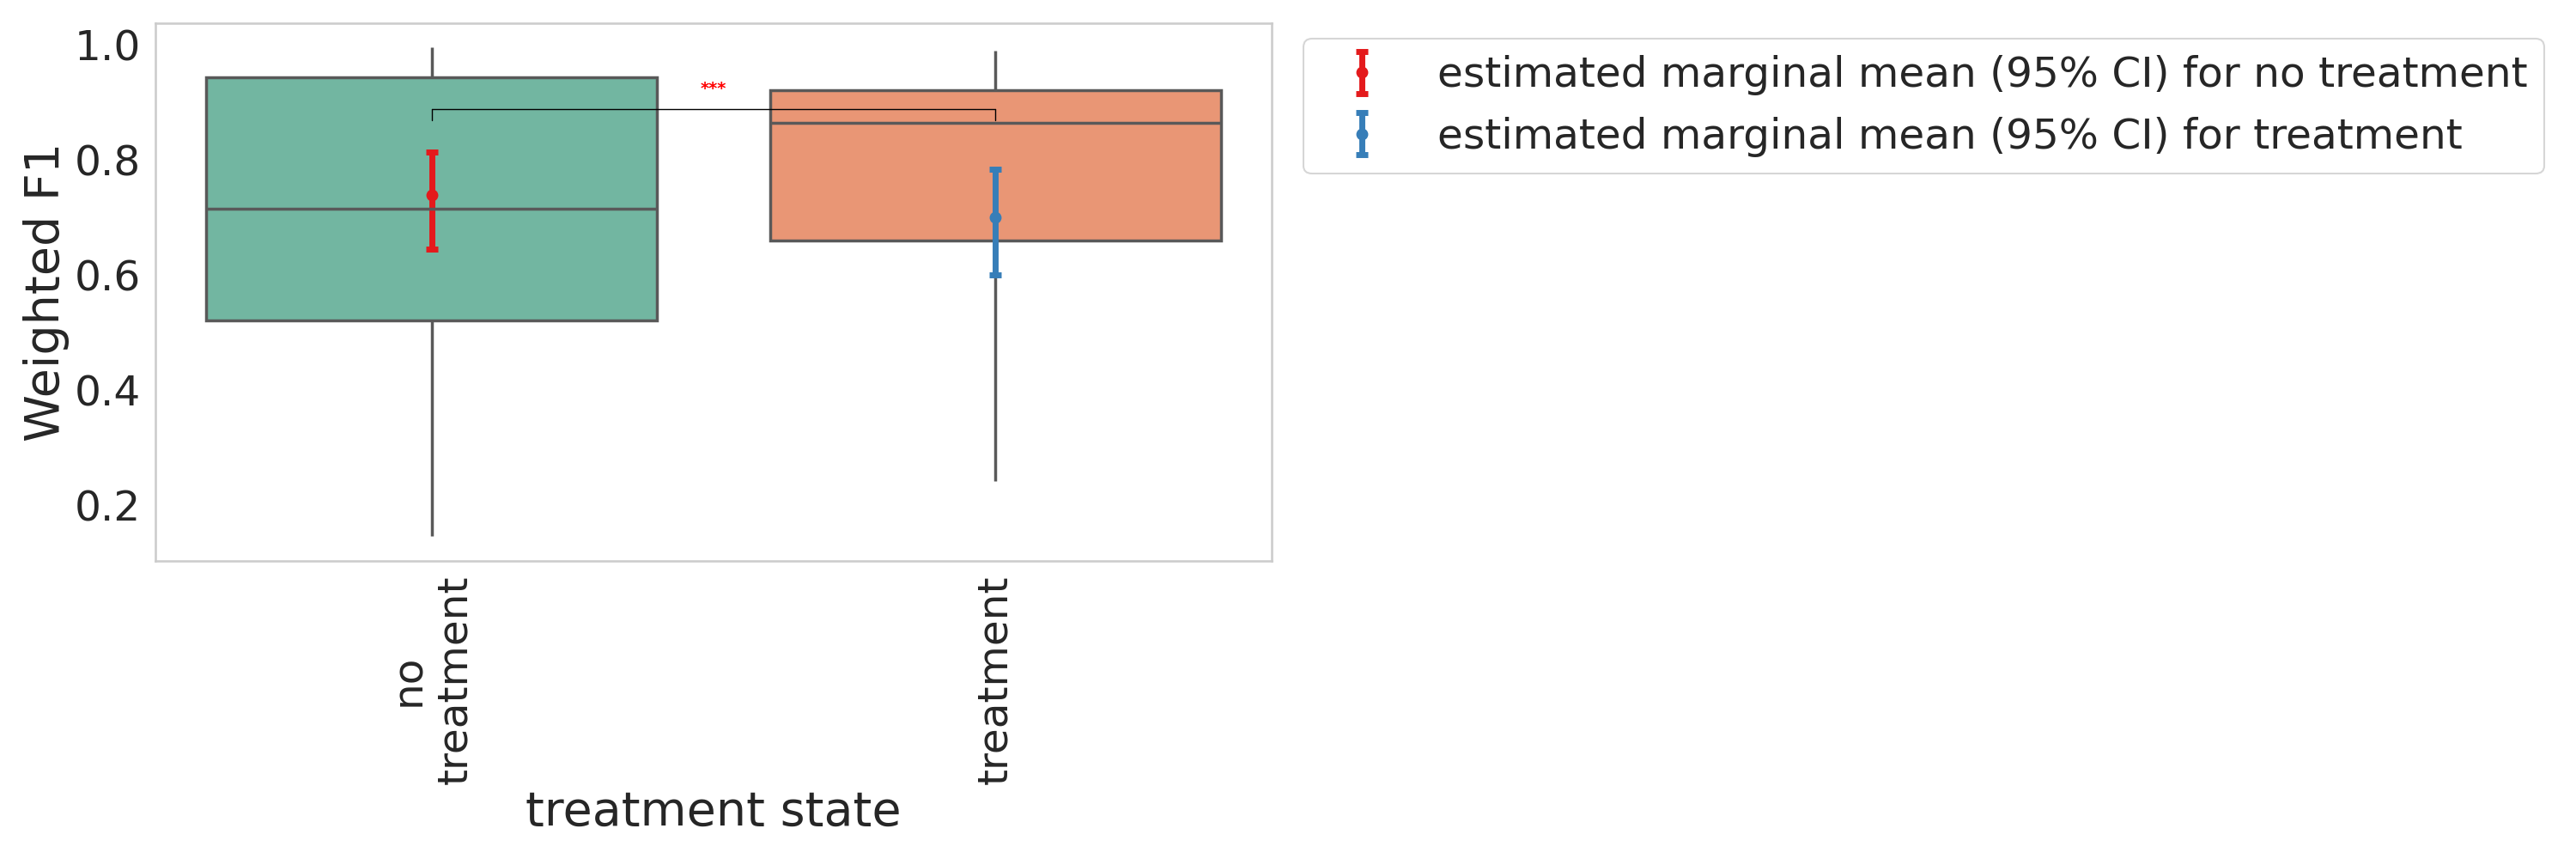 Weighted F1
1.0
0.8
0.6
0.4
0.2
***
no
treatment
treatment
treatment state
estimated marginal mean (95% CI) for no treatment
estimated marginal mean (95% CI) for treatment